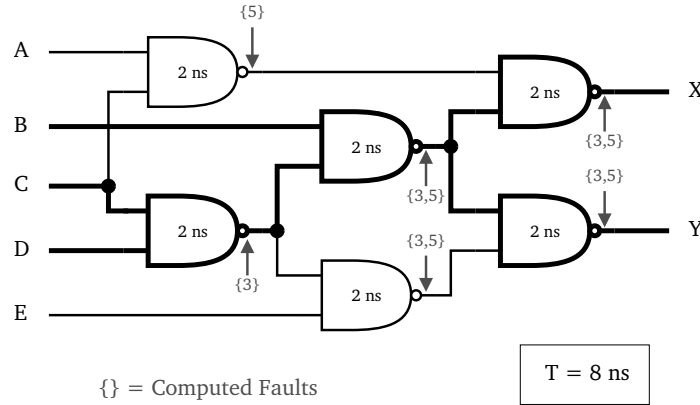 {5}
A
2 ns
X
2 ns
B
2 ns
{3,5}
C
{3,5}
{3,5}
D
2 ns
2 ns
Y
{3,5}
{3}
E
2 ns
T = 8 ns
{} = Computed Faults